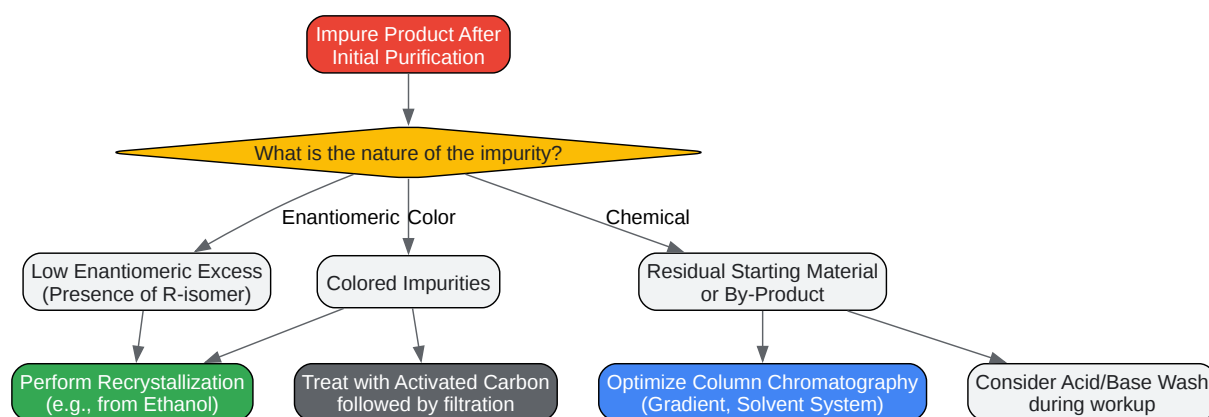 Impure Product After
Initial Purification
What is the nature of the impurity?
Enantiomeric
Color
Chemical
Low Enantiomeric Excess
(Presence of R-isomer)
Colored Impurities
Residual Starting Material
or By-Product
Perform Recrystallization
(e.g., from Ethanol)
Treat with Activated Carbon
followed by filtration
Optimize Column Chromatography
(Gradient, Solvent System)
Consider Acid/Base Wash
during workup